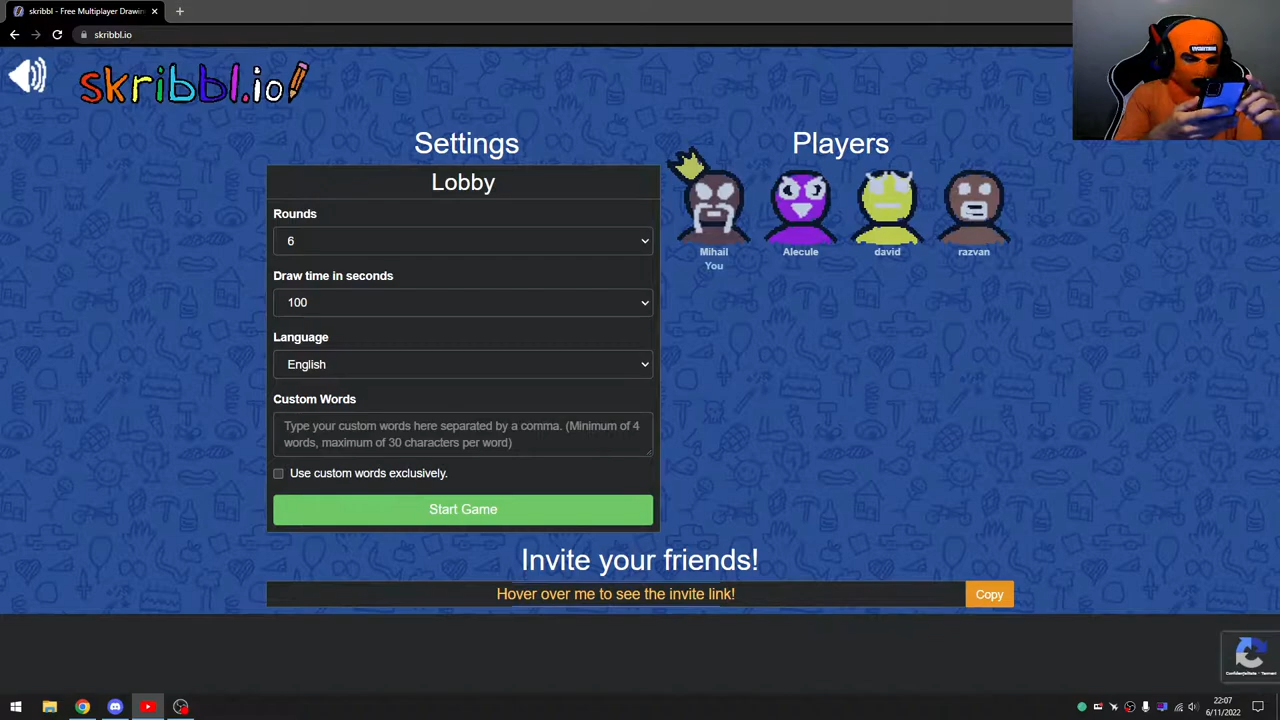 skribbl - Free Multiplayer Drawin
skribbl.io
skribbl.io
Settings
Players
Lobby
Rounds
6
Mihail
You
Alecule
david
razvan
Draw time in seconds
100
Language
English
Custom Words
Type your custom words here separated by a comma. (Minimum of 4
words, maximum of 30 characters per word)
Use custom words exclusively.
Start Game
Invite your friends!
Hover over me to see the invite link!
Copy
22:07
6/11/2022